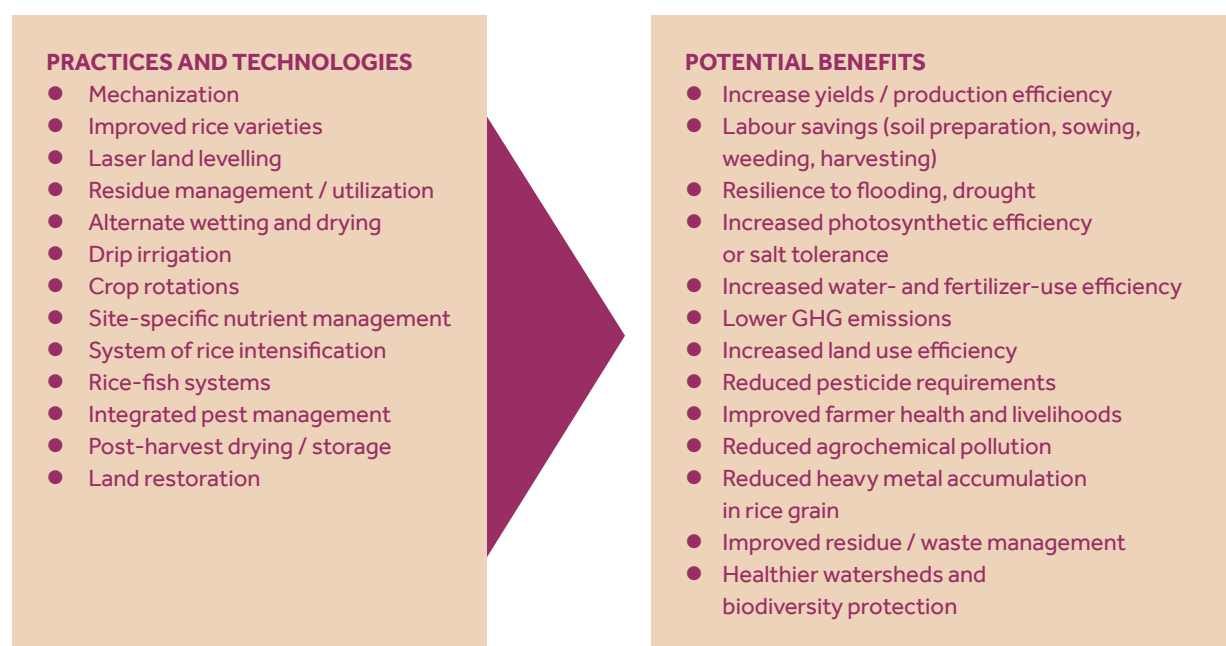 PRACTICES AND TECHNOLOGIES
● Mechanization
● Improved rice varieties
● Laser land levelling
● Residue management / utilization
● Alternate wetting and drying
● Drip irrigation
● Crop rotations
● Site-specific nutrient management
● System of rice intensification
● Rice-fish systems
● Integrated pest management
● Post-harvest drying / storage
● Land restoration
POTENTIAL BENEFITS
● Increase yields / production efficiency
● Labour savings (soil preparation, sowing,
weeding, harvesting)
● Resilience to flooding, drought
● Increased photosynthetic efficiency
or salt tolerance
● Increased water- and fertilizer-use efficiency
● Lower GHG emissions
● Increased land use efficiency
● Reduced pesticide requirements
● Improved farmer health and livelihoods
● Reduced agrochemical pollution
● Reduced heavy metal accumulation
in rice grain
● Improved residue / waste management
● Healthier watersheds and
biodiversity protection